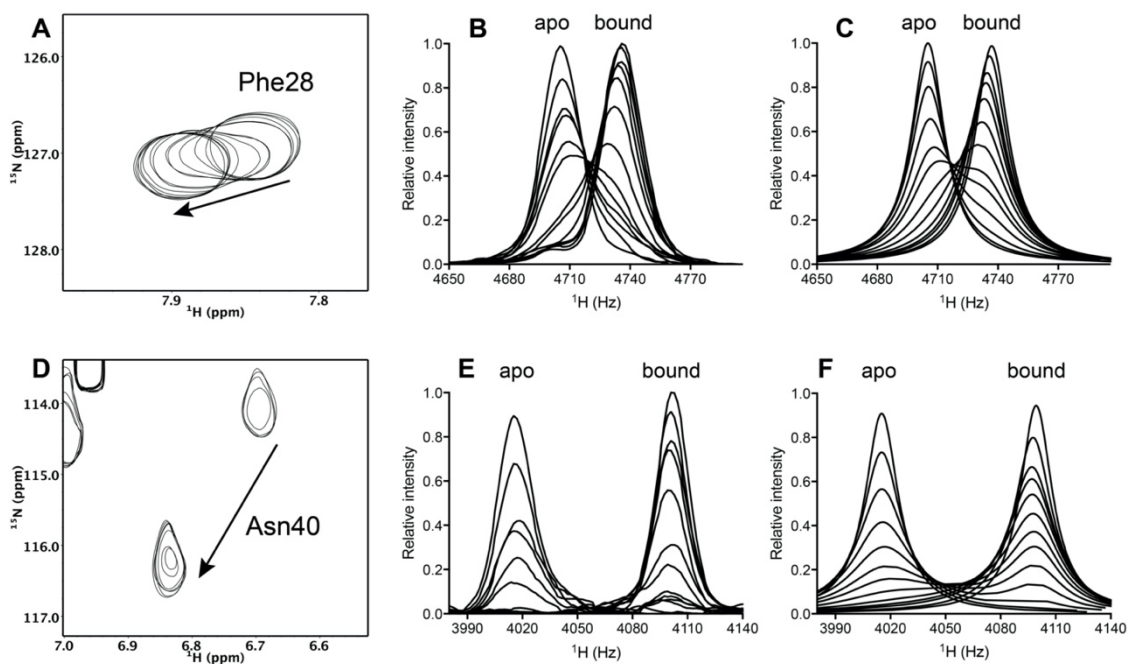 A
126.0
127.0
128.0
¹⁵N (ppm)
Phe28
7.9
7.8
¹H (ppm)
B
apo
bound
1.0
0.8
0.6
0.4
0.2
0.0
Relative intensity
4650
4680
4710
4740
4770
¹H (Hz)
C
apo
bound
1.0
0.8
0.6
0.4
0.2
0.0
Relative intensity
4650
4680
4710
4740
4770
¹H (Hz)
D
114.0
115.0
116.0
117.0
¹⁵N (ppm)
Asn40
7.0
6.9
6.8
6.7
6.6
¹H (ppm)
E
apo
bound
1.0
0.8
0.6
0.4
0.2
0.0
Relative intensity
3990
4020
4050
4080
4110
4140
¹H (Hz)
F
apo
bound
1.0
0.8
0.6
0.4
0.2
0.0
Relative intensity
3990
4020
4050
4080
4110
4140
¹H (Hz)